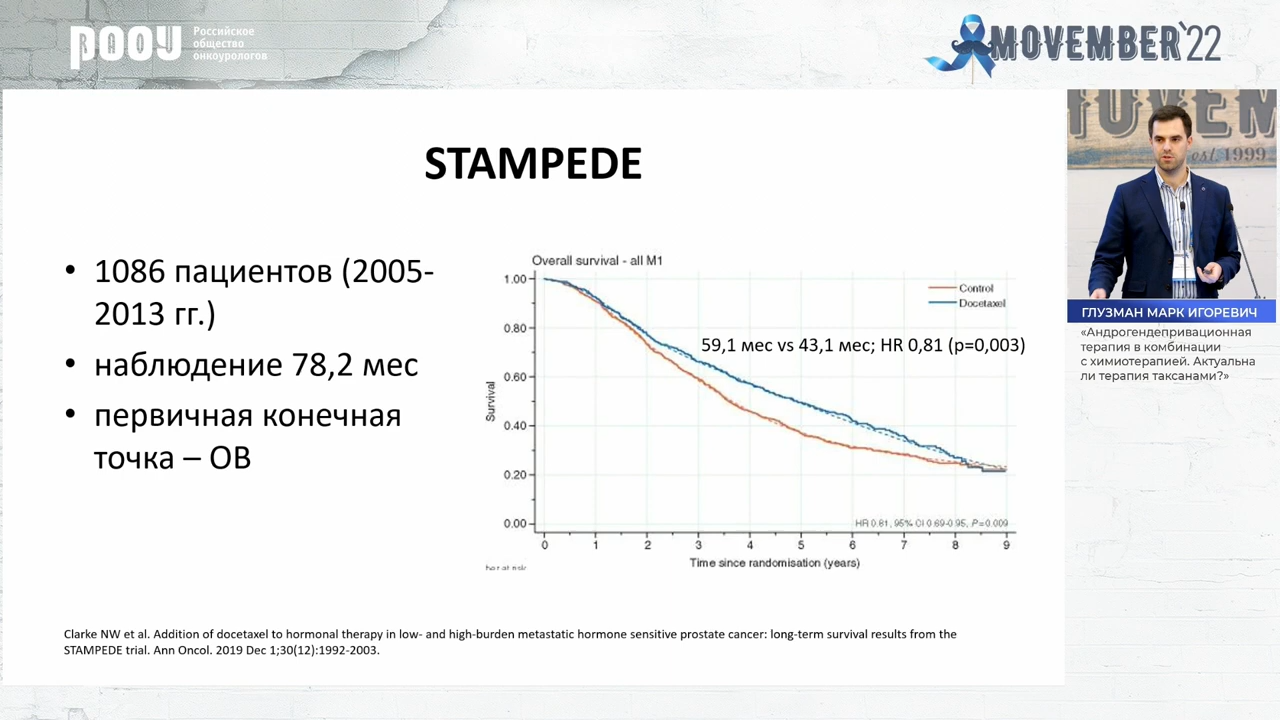 РООУ
Российское
общество
онкоурологов
MOVEMBER'22
STAMPEDE
• 1086 пациентов (2005-
2013 гг.)
• наблюдение 78,2 мес
• первичная конечная
точка – ОВ
Overall survival - all M1
Control
Docetaxel
59,1 мес vs 43,1 мес; HR 0,81 (p=0,003)
Survival
1.00
0.80
0.60
0.40
0.20
0.00
HR 0.81, 95% CI 0.69-0.95, P=0.009
0 1 2 3 4 5 6 7 8 9
Time since randomisation (years)
at risk
Clarke NW et al. Addition of docetaxel to hormonal therapy in low- and high-burden metastatic hormone sensitive prostate cancer: long-term survival results from the
STAMPEDE trial. Ann Oncol. 2019 Dec 1;30(12):1992-2003.
est. 1999
ГЛУЗМАН МАРК ИГОРЕВИЧ
«Андрогендепривационная
терапия в комбинации
с химиотерапией. Актуальна
ли терапия таксанами?»